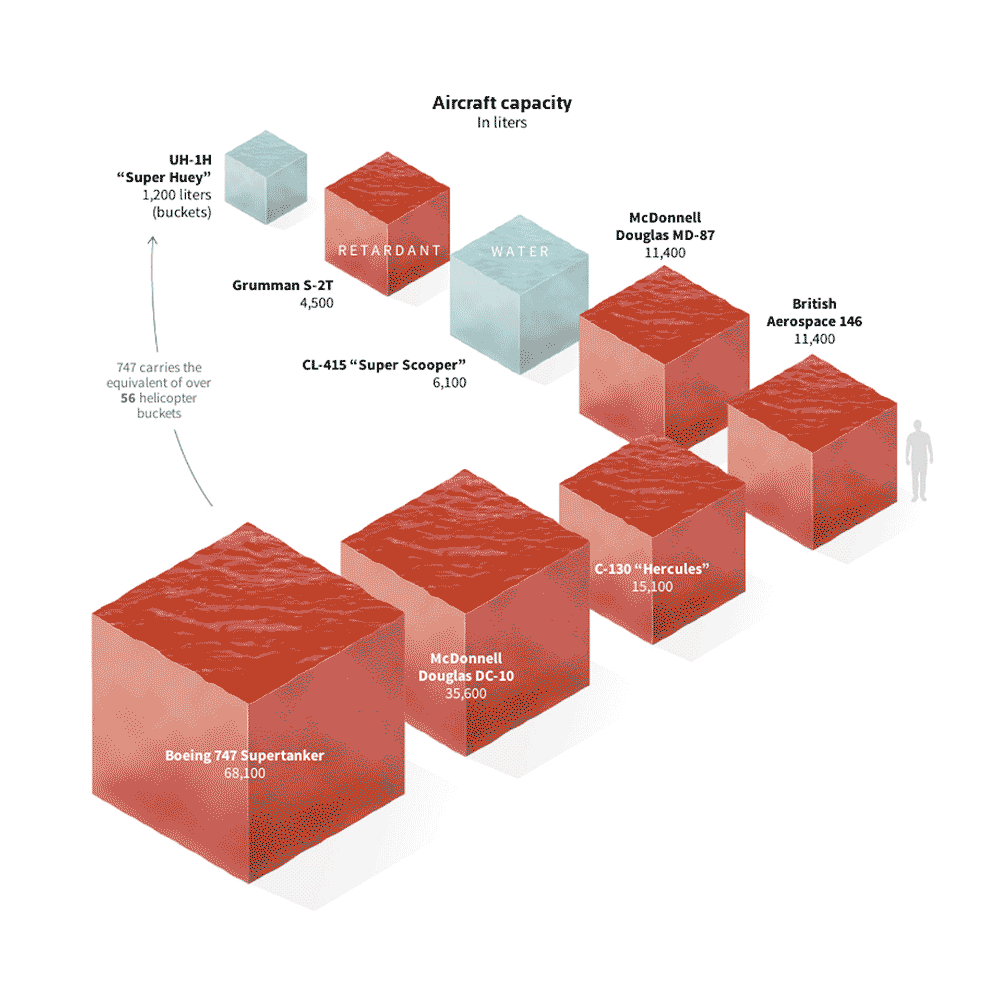 Aircraft capacity
In liters
UH-1H
“Super Huey”
1,200 liters
(buckets)
RETARDANT
Grumman S-2T
4,500
WATER
CL-415 “Super Scooper”
6,100
McDonnell
Douglas MD-87
11,400
British
Aerospace 146
11,400
747 carries the
equivalent of over
56 helicopter
buckets
C-130 “Hercules”
15,100
McDonnell
Douglas DC-10
35,600
Boeing 747 Supertanker
68,100